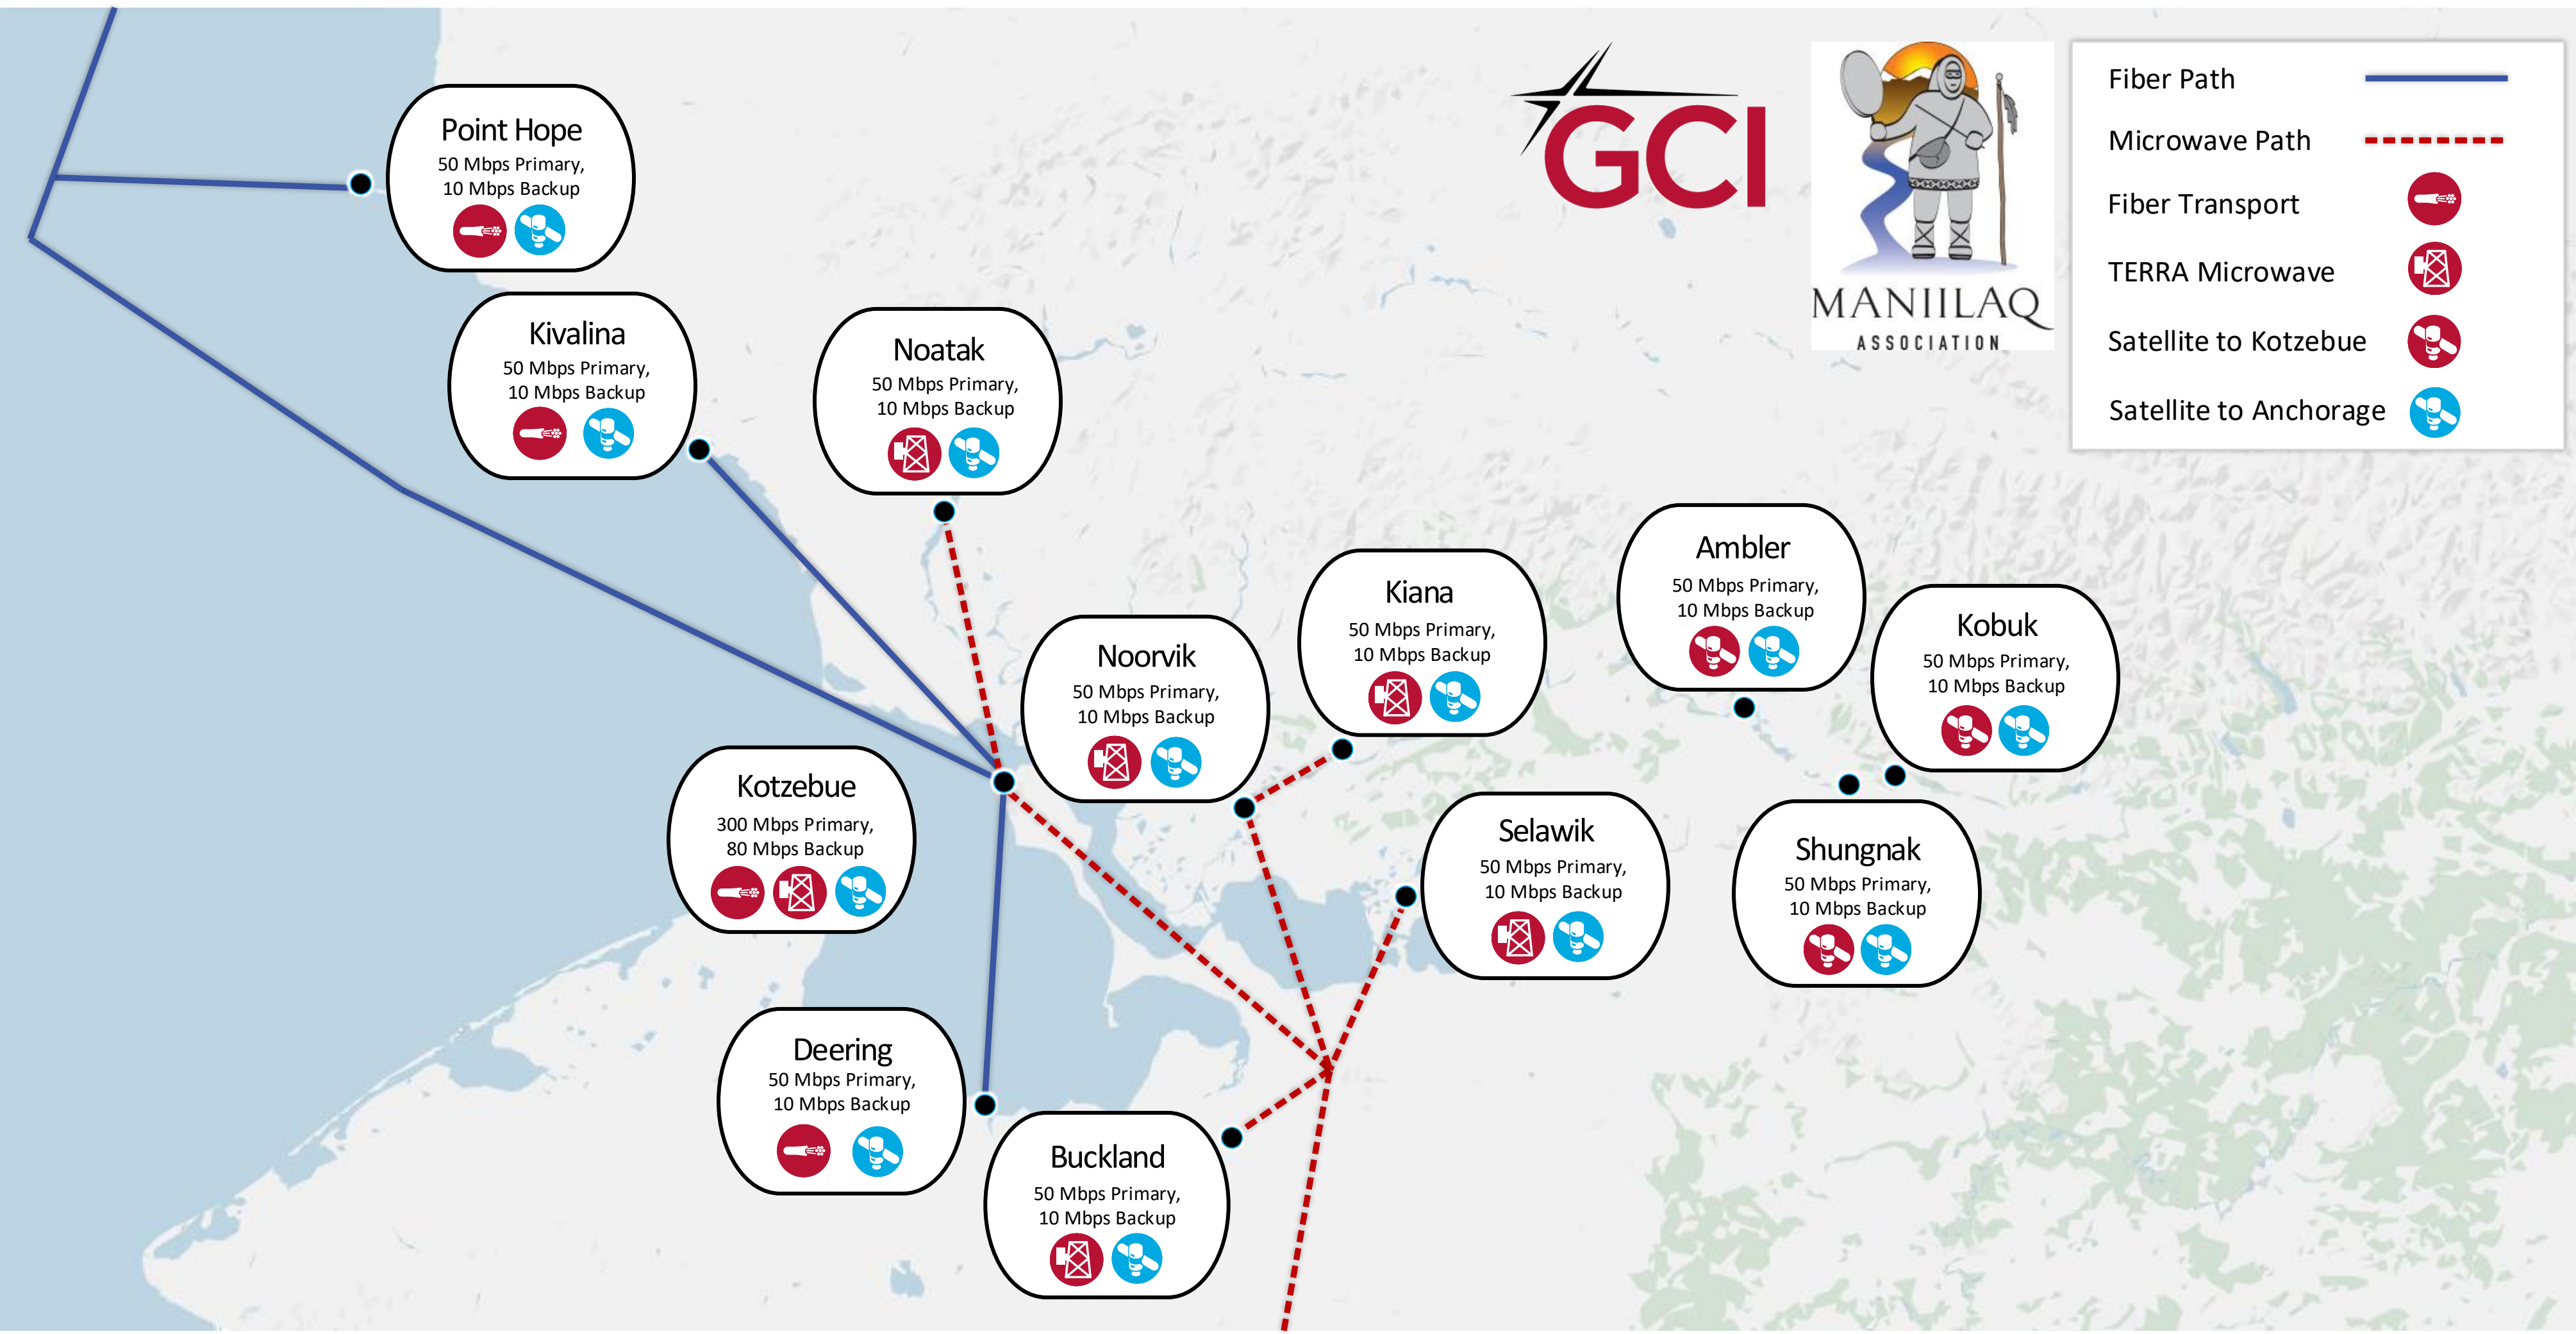 Point Hope
50 Mbps Primary,
10 Mbps Backup
Kivalina
50 Mbps Primary,
10 Mbps Backup
Noatak
50 Mbps Primary,
10 Mbps Backup
GCI
MANIILAQ
ASSOCIATION
Fiber Path
Microwave Path
Fiber Transport
TERRA Microwave
Satellite to Kotzebue
Satellite to Anchorage
Noorvik
50 Mbps Primary,
10 Mbps Backup
Kiana
50 Mbps Primary,
10 Mbps Backup
Ambler
50 Mbps Primary,
10 Mbps Backup
Kobuk
50 Mbps Primary,
10 Mbps Backup
Kotzebue
300 Mbps Primary,
80 Mbps Backup
Selawik
50 Mbps Primary,
10 Mbps Backup
Shungnak
50 Mbps Primary,
10 Mbps Backup
Deering
50 Mbps Primary,
10 Mbps Backup
Buckland
50 Mbps Primary,
10 Mbps Backup